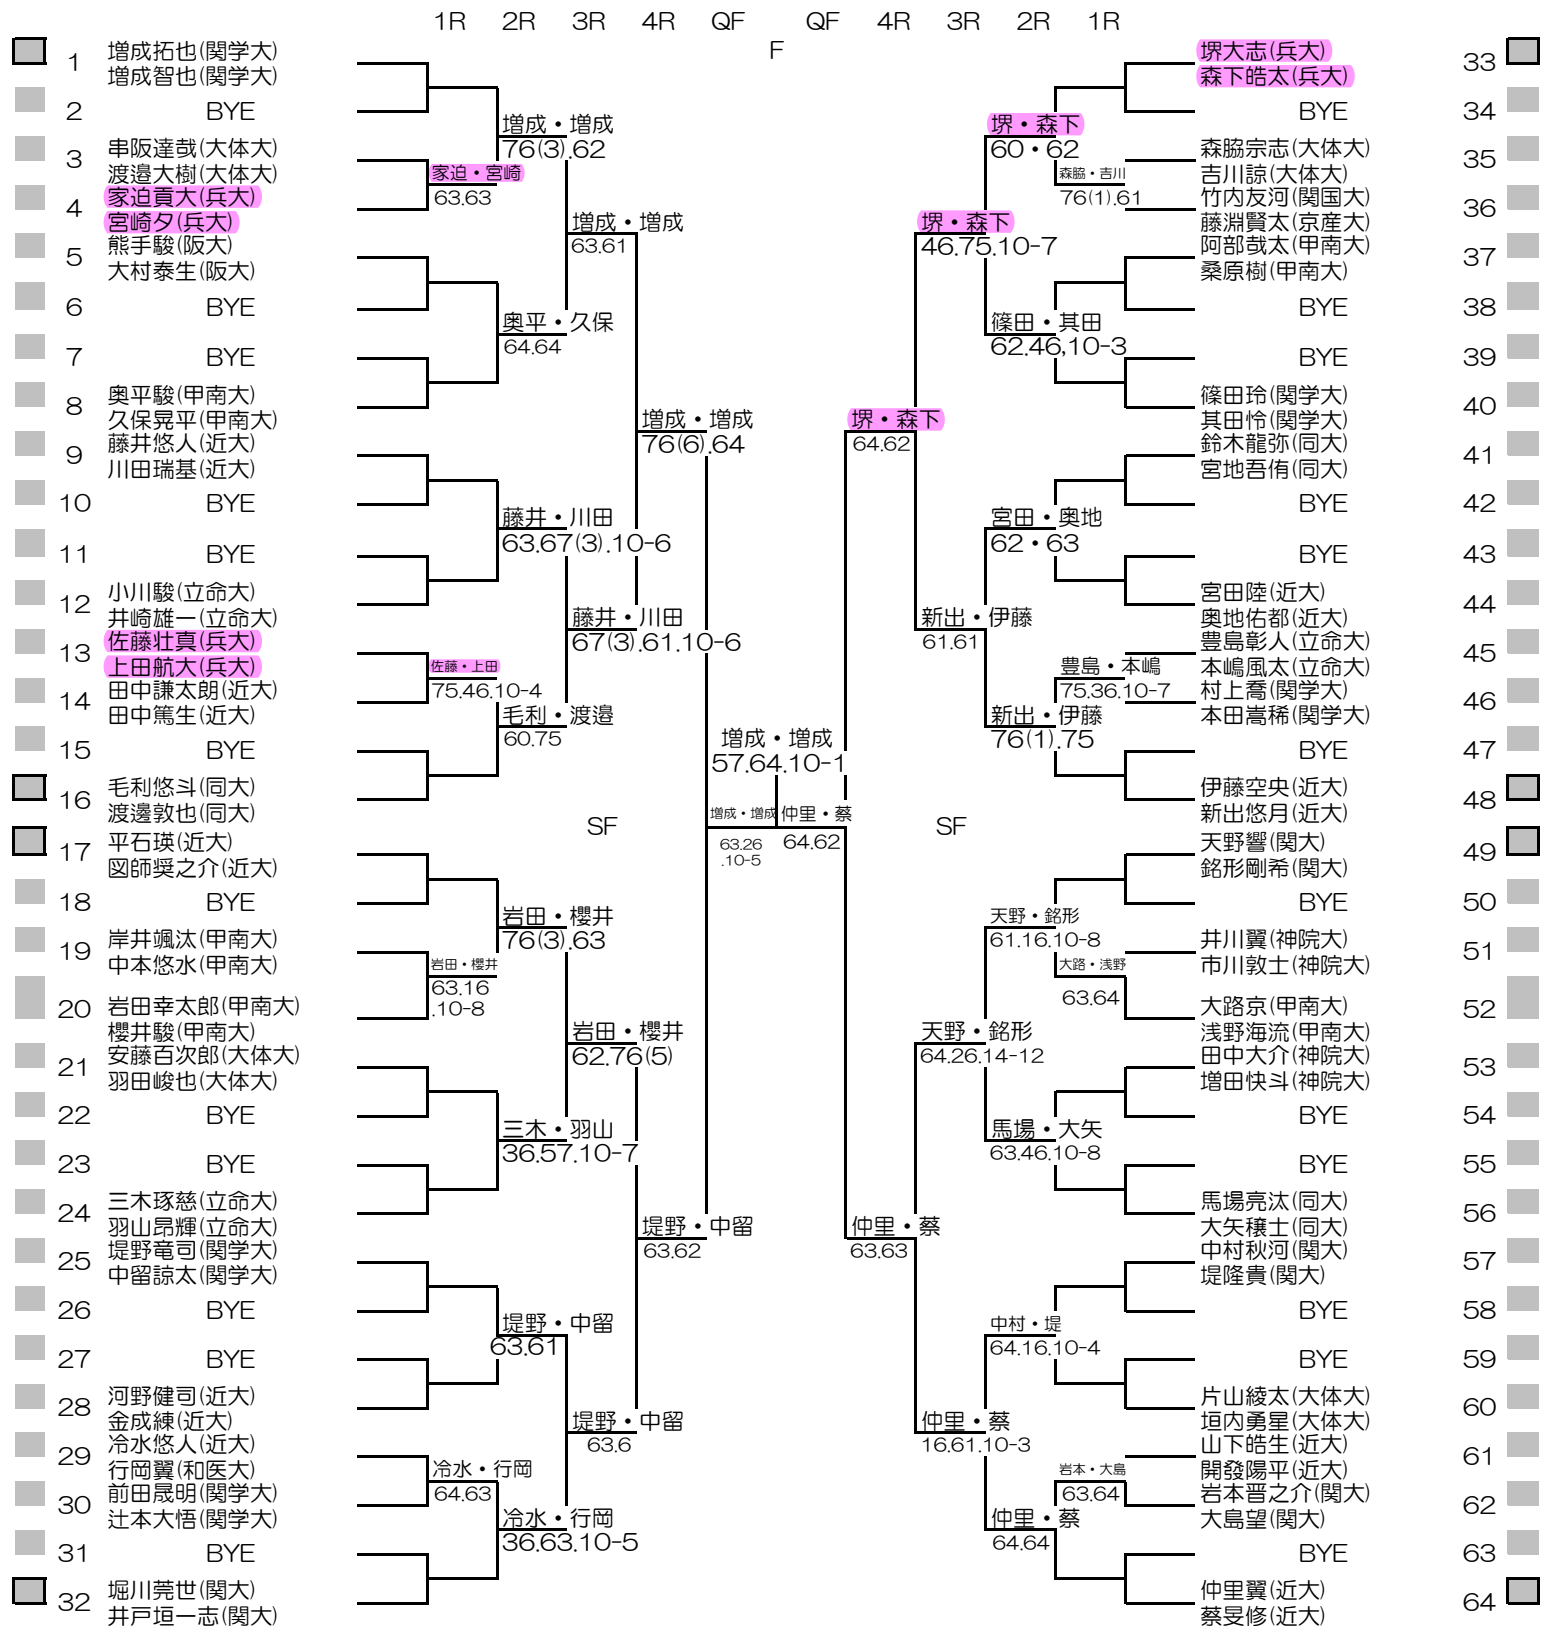 1R 2R 3R 4R QF QF 4R 3R 2R 1R
F
1 増成拓也(関学大)
増成智也(関学大)
2 BYE
3 串阪達哉(大体大)
渡邉大樹(大体大)
4 家迫貢大(兵大)
宮崎夕(兵大)
5 熊手駿(阪大)
大村泰生(阪大)
6 BYE
7 BYE
8 奥平駿(甲南大)
久保晃平(甲南大)
9 藤井悠人(近大)
川田瑞基(近大)
10 BYE
11 BYE
12 小川駿(立命大)
井崎雄一(立命大)
13 佐藤壮真(兵大)
上田航大(兵大)
14 田中謙太朗(近大)
田中篤生(近大)
15 BYE
16 毛利悠斗(同大)
渡邊敦也(同大)
17 平石瑛(近大)
図師奨之介(近大)
18 BYE
19 岸井颯汰(甲南大)
中本悠水(甲南大)
20 岩田幸太郎(甲南大)
櫻井駿(甲南大)
21 安藤百次郎(大体大)
羽田峻也(大体大)
22 BYE
23 BYE
24 三木琢慈(立命大)
羽山昂輝(立命大)
25 堤野竜司(関学大)
中留諒太(関学大)
26 BYE
27 BYE
28 河野健司(近大)
金成練(近大)
29 冷水悠人(近大)
行岡翼(和医大)
30 前田晟明(関学大)
辻本大悟(関学大)
31 BYE
32 堀川莞世(関大)
井戸垣一志(関大)
家迫・宮崎
63.63
佐藤・上田
75.46.10-4
岩田・櫻井
63.16
.10-8
冷水・行岡
64.63
増成・増成
76(3).62
奥平・久保
64.64
藤井・川田
63.67(3).10-6
毛利・渡邉
60.75
岩田・櫻井
76(3).63
三木・羽山
36.57.10-7
堤野・中留
63.61
冷水・行岡
36.63.10-5
増成・増成
63.61
藤井・川田
67(3).61.10-6
岩田・櫻井
62.76(5)
堤野・中留
63.6
増成・増成
76(6).64
堤野・中留
63.62
SF
増成・増成
57.64.10-1
増成・増成
63.26
.10-5
仲里・蔡
64.62
SF
堺・森下
64.62
仲里・蔡
63.63
堺・森下
46.75.10-7
新出・伊藤
61.61
天野・銘形
64.26.14-12
仲里・蔡
16.61.10-3
堺・森下
60・62
篠田・其田
62.46,10-3
宮田・奥地
62・63
新出・伊藤
76(1).75
天野・銘形
61.16.10-8
馬場・大矢
63.46.10-8
中村・堤
64.16.10-4
仲里・蔡
64.64
森脇・吉川
76(1).61
豊島・本嶋
75.36.10-7
大路・浅野
63.64
岩本・大島
63.64
堺大志(兵大) 33
森下皓太(兵大)
BYE 34
森脇宗志(大体大) 35
吉川諒(大体大)
竹内友河(関国大) 36
藤淵賢太(京産大)
阿部哉太(甲南大) 37
桑原樹(甲南大)
BYE 38
BYE 39
篠田玲(関学大) 40
其田怜(関学大)
鈴木龍弥(同大) 41
宮地吾侑(同大)
BYE 42
BYE 43
宮田陸(近大) 44
奥地佑都(近大)
豊島彰人(立命大) 45
本嶋風太(立命大)
村上喬(関学大) 46
本田嵩稀(関学大)
BYE 47
伊藤空央(近大) 48
新出悠月(近大)
天野響(関大) 49
銘形剛希(関大)
BYE 50
井川翼(神院大) 51
市川敦士(神院大)
大路京(甲南大) 52
浅野海流(甲南大)
田中大介(神院大) 53
増田快斗(神院大)
BYE 54
BYE 55
馬場亮汰(同大) 56
大矢穣士(同大)
中村秋河(関大) 57
堤隆貴(関大)
BYE 58
BYE 59
片山綾太(大体大) 60
垣内勇星(大体大)
山下皓生(近大) 61
開發陽平(近大)
岩本晋之介(関大) 62
大島望(関大)
BYE 63
仲里翼(近大) 64
蔡旻修(近大)